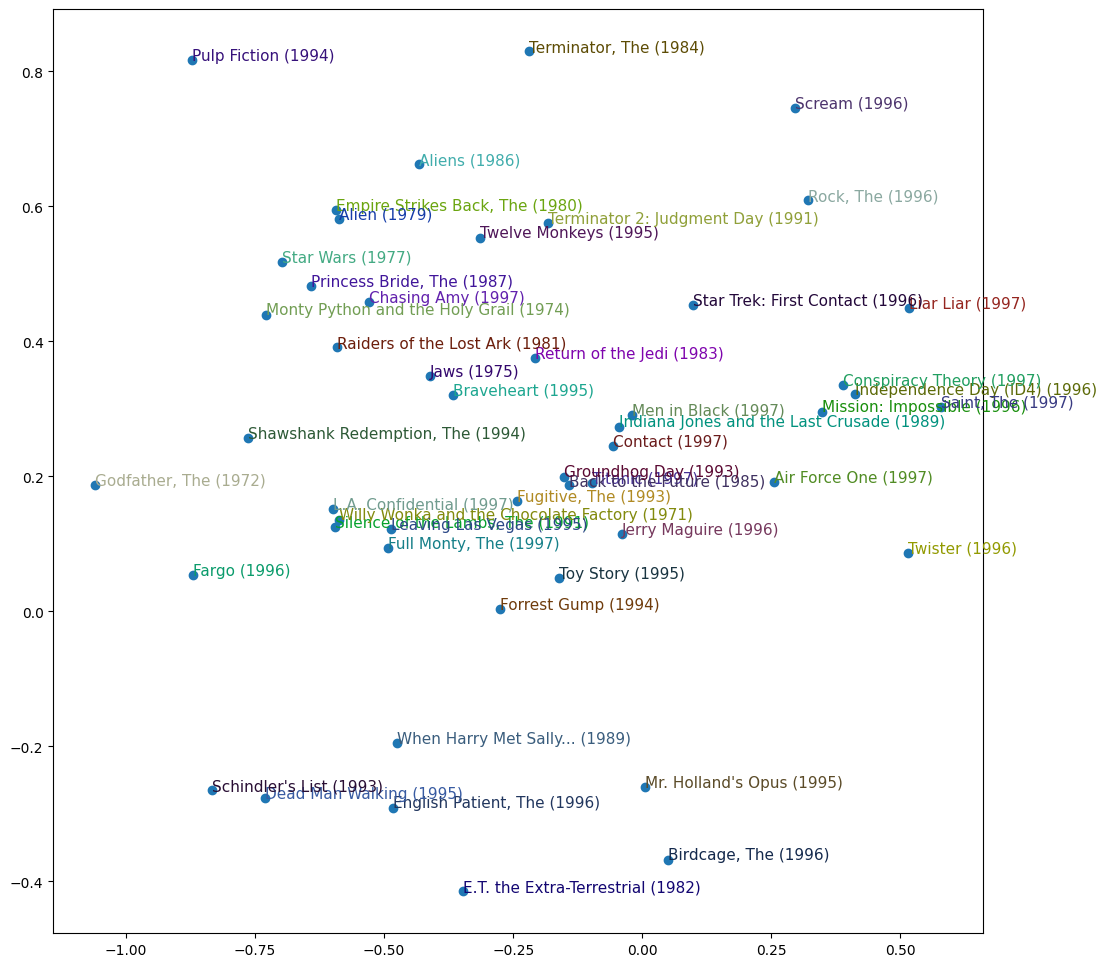 Terminator, The (1984)
Pulp Fiction (1994)
0.8
Scream (1996)
Aliens (1986)
Rock, The (1996)
Empire Strikes Back, The (1980)
0.6
Alien (1979)
Terminator 2: Judgment Day (1991)
Twelve Monkeys (1995)
Star Wars (1977)
Princess Bride, The (1987)
Chasing Amy (1997)
Star Trek: First Contact (1996)
Liar Liar (1997)
Monty Python and the Holy Grail (1974)
Raiders of the Lost Ark (1981)
0.4
Return of the Jedi (1983)
Jaws (1975)
Conspiracy Theory (1997)
Braveheart (1995)
Independence Day (ID4) (1996)
Saint, The (1997)
Mission: Impossible (1996)
Men in Black (1997)
Indiana Jones and the Last Crusade (1989)
Shawshank Redemption, The (1994)
Contact (1997)
Groundhog Day (1993)
Titanic (1997)
Air Force One (1997)
Godfather, The (1972)
Back to the Future (1985)
0.2
Fugitive, The (1993)
L.A. Confidential (1997)
Willy Wonka and the Chocolate Factory (1971)
Silence of the Lambs, The (1991)
Leaving Las Vegas (1995)
Jerry Maguire (1996)
Full Monty, The (1997)
Twister (1996)
Fargo (1996)
Toy Story (1995)
Forrest Gump (1994)
0.0
When Harry Met Sally... (1989)
−0.2
Schindler's List (1993)
Mr. Holland's Opus (1995)
Dead Man Walking (1995)
English Patient, The (1996)
Birdcage, The (1996)
E.T. the Extra-Terrestrial (1982)
−0.4
−1.00 −0.75 −0.50 −0.25 0.00 0.25 0.50